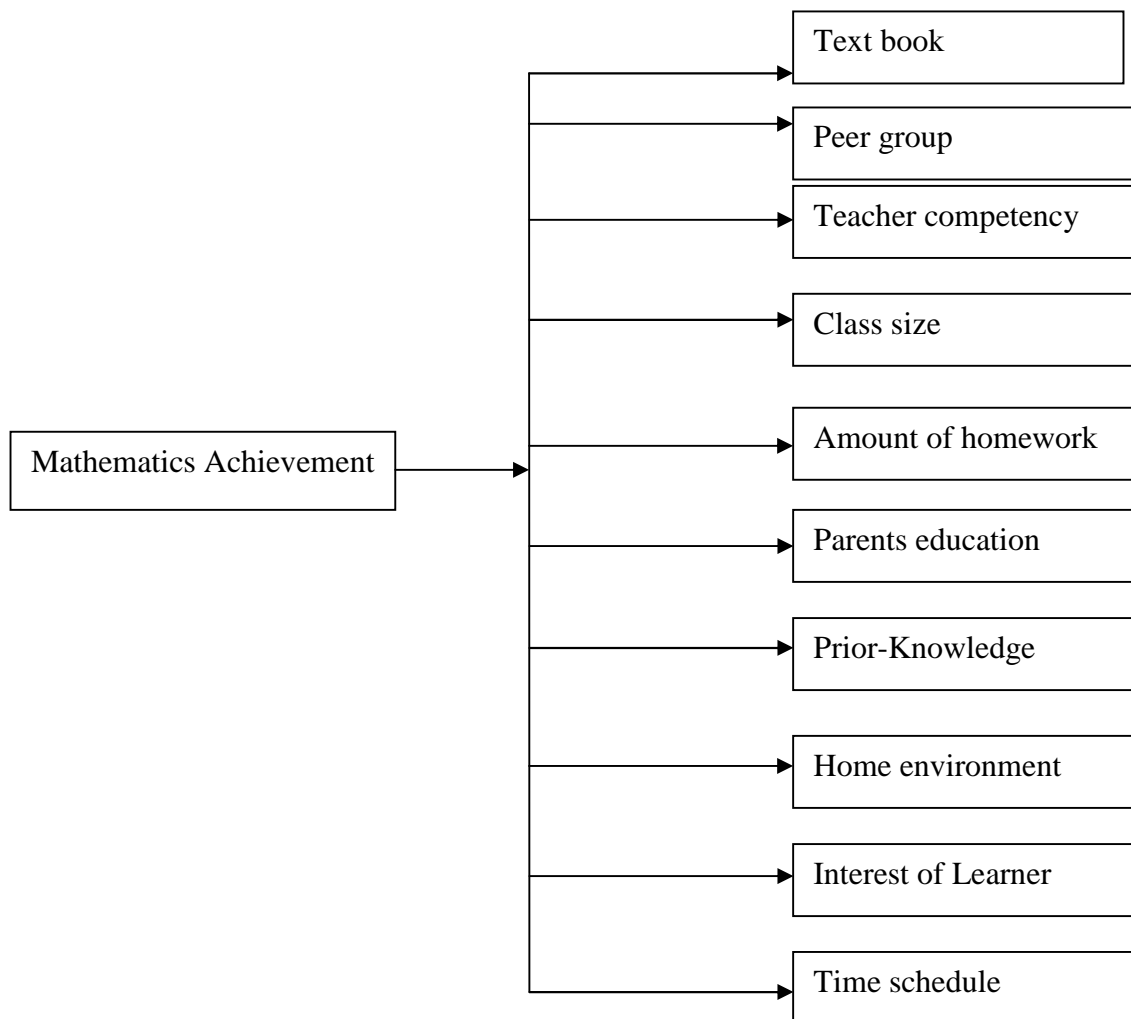 Text book
Peer group
Teacher competency
Class size
Mathematics Achievement
Amount of homework
Parents education
Prior-Knowledge
Home environment
Interest of Learner
Time schedule